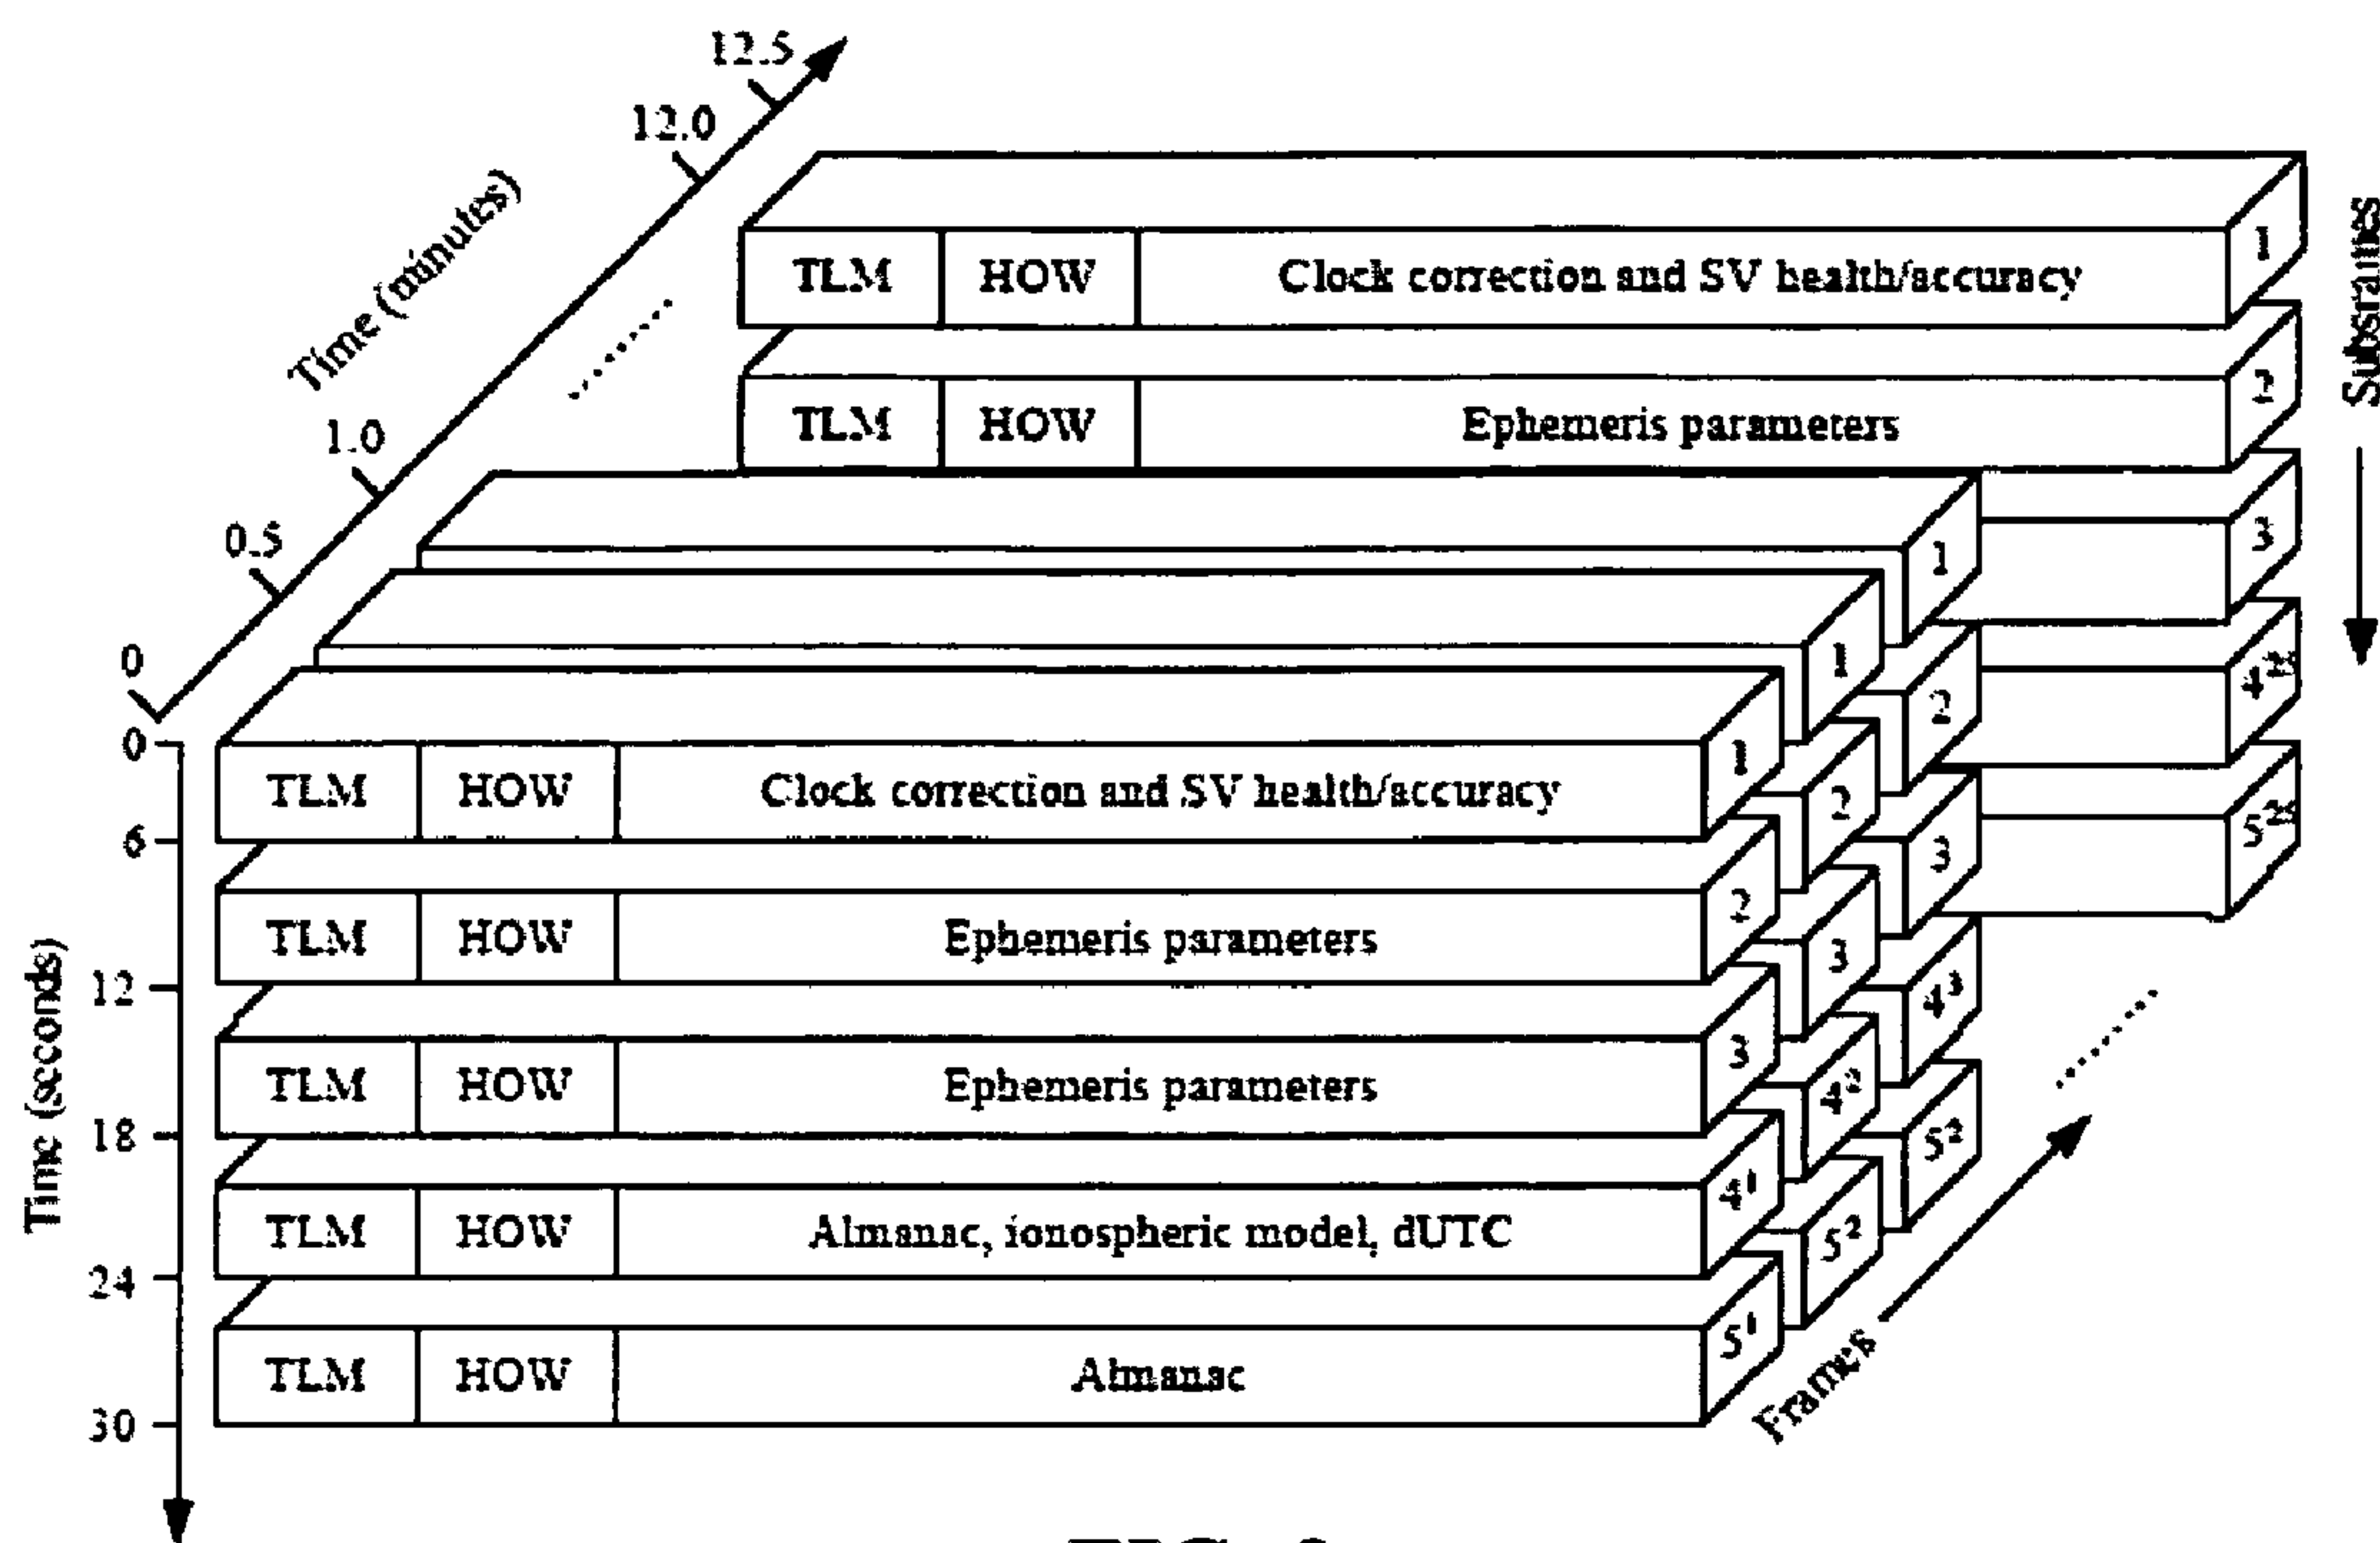 12.5
12.0
Time (minutes)
1.0
0.5
0
TLM HOW Clock correction and SV health/accuracy 1
TLM HOW Ephemeris parameters 2
3
4
5
1
2
3
4³
5²
1
2
3
4²
5²
0
6
12
18
24
30
Time (seconds)
TLM HOW Clock correction and SV health/accuracy 1
TLM HOW Ephemeris parameters 2
TLM HOW Ephemeris parameters 3
TLM HOW Almanac, ionospheric model, dUTC 4¹
TLM HOW Almanac 5¹
Frames